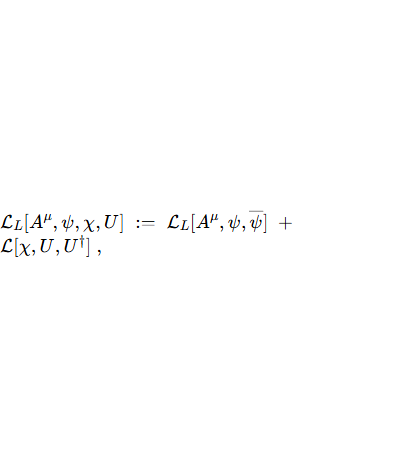 ℒ_L[A^μ, ψ, χ, U] := ℒ_L[A^μ, ψ, ψ̅] +
ℒ[χ, U, U^†] ,